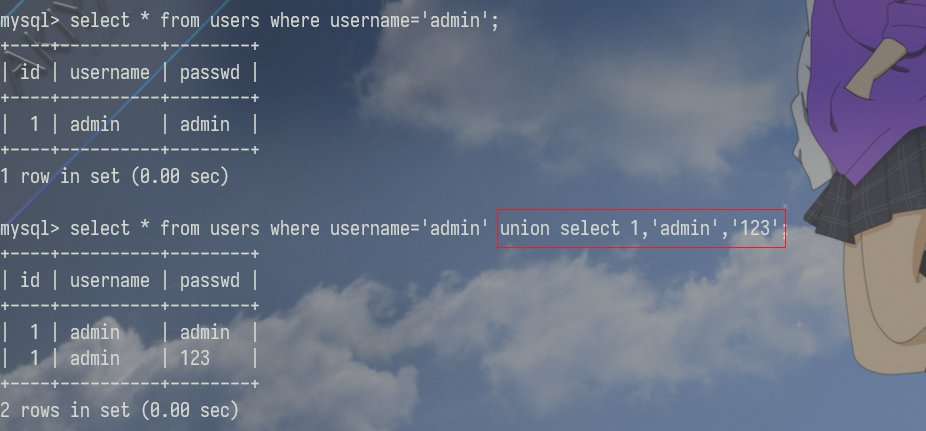 mysql> select * from users where username='admin';
+----+----------+--------+
| id | username | passwd |
+----+----------+--------+
|  1 | admin    | admin  |
+----+----------+--------+
1 row in set (0.00 sec)
mysql> select * from users where username='admin' union select 1,'admin','123';
+----+----------+--------+
| id | username | passwd |
+----+----------+--------+
|  1 | admin    | admin  |
|  1 | admin    | 123    |
+----+----------+--------+
2 rows in set (0.00 sec)